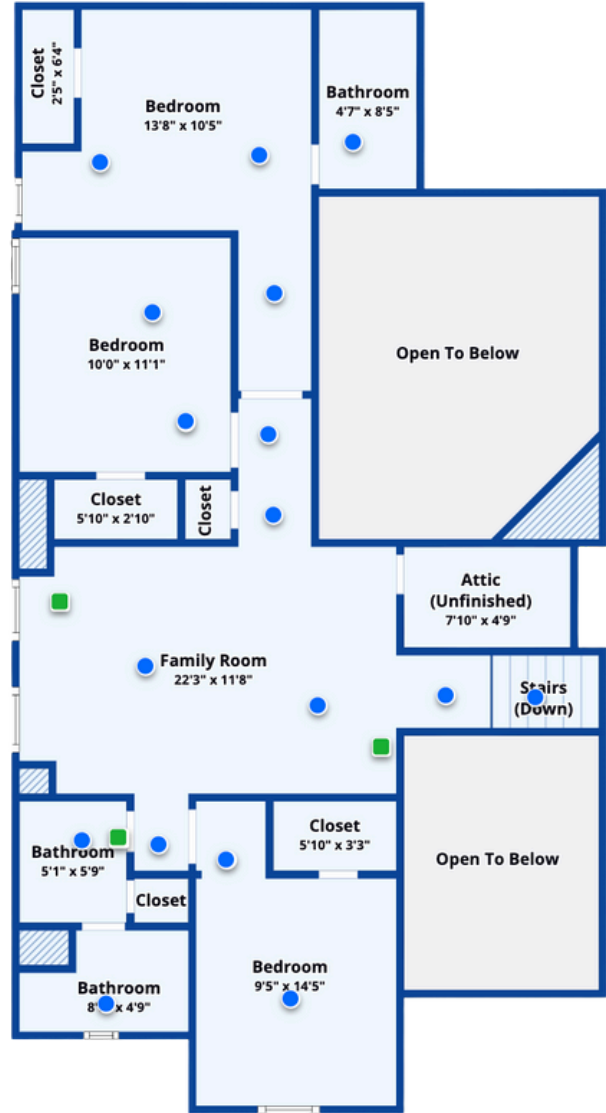 Closet
2'5" x 6'4"
Bedroom
13'8" x 10'5"
Bathroom
4'7" x 8'5"
Bedroom
10'0" x 11'1"
Open To Below
Closet
5'10" x 2'10"
Closet
Attic
(Unfinished)
7'10" x 4'9"
Family Room
22'3" x 11'8"
Stairs
(Down)
Bathroom
5'1" x 5'9"
Closet
5'10" x 3'3"
Open To Below
Closet
Bathroom
x 4'9"
Bedroom
9'5" x 14'5"